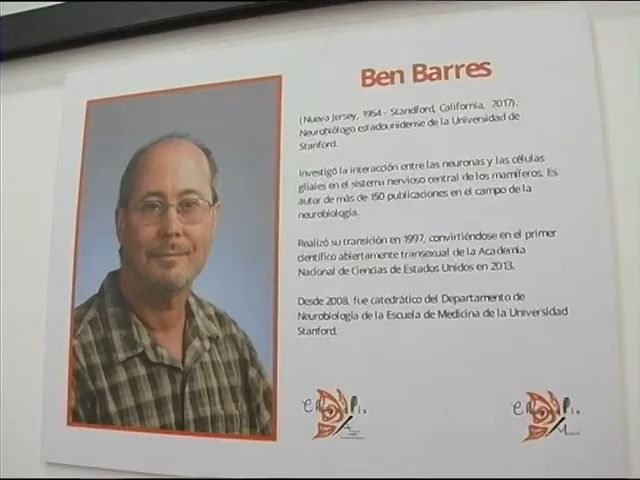 Ben Barres
(Nueva Jersey, 1954 - Standford, California, 2017).
Neurobiólogo estadounidense de la Universidad de
Stanford.
Investigó la interacción entre las neuronas y las células
gliales en el sistema nervioso central de los mamíferos. Es
autor de más de 150 publicaciones en el campo de la
neurobiología.
Realizó su transición en 1997, convirtiéndose en el primer
científico abiertamente transexual de la Academia
Nacional de Ciencias de Estados Unidos en 2013.
Desde 2008, fue catedrático del Departamento de
Neurobiología de la Escuela de Medicina de la Universidad
Stanford.